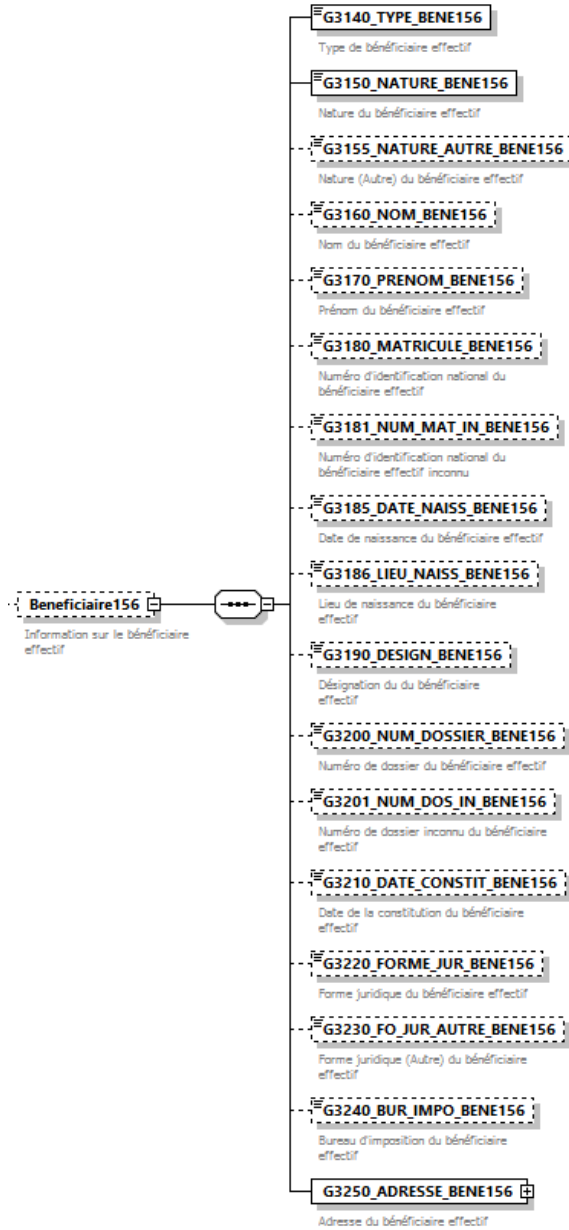 G3140_TYPE_BENE156
Type de bénéficiaire effectif
G3150_NATURE_BENE156
Nature du bénéficiaire effectif
G3155_NATURE_AUTRE_BENE156
Nature (Autre) du bénéficiaire effectif
G3160_NOM_BENE156
Nom du bénéficiaire effectif
G3170_PRENOM_BENE156
Prénom du bénéficiaire effectif
G3180_MATRICULE_BENE156
Numéro d'identification national du
bénéficiaire effectif
G3181_NUM_MAT_IN_BENE156
Numéro d'identification national du
bénéficiaire effectif inconnu
G3185_DATE_NAISS_BENE156
Date de naissance du bénéficiaire effectif
G3186_LIEU_NAISS_BENE156
Lieu de naissance du bénéficiaire
effectif
Beneficiaire156
Information sur le bénéficiaire
effectif
G3190_DESIGN_BENE156
Désignation du du bénéficiaire
effectif
G3200_NUM_DOSSIER_BENE156
Numéro de dossier du bénéficiaire effectif
G3201_NUM_DOS_IN_BENE156
Numéro de dossier inconnu du bénéficiaire
effectif
G3210_DATE_CONSTIT_BENE156
Date de la constitution du bénéficiaire
effectif
G3220_FORME_JUR_BENE156
Forme juridique du bénéficiaire effectif
G3230_FO_JUR_AUTRE_BENE156
Forme juridique (Autre) du bénéficiaire
effectif
G3240_BUR_IMPO_BENE156
Bureau d'imposition du bénéficiaire
effectif
G3250_ADRESSE_BENE156
Adresse du bénéficiaire effectif